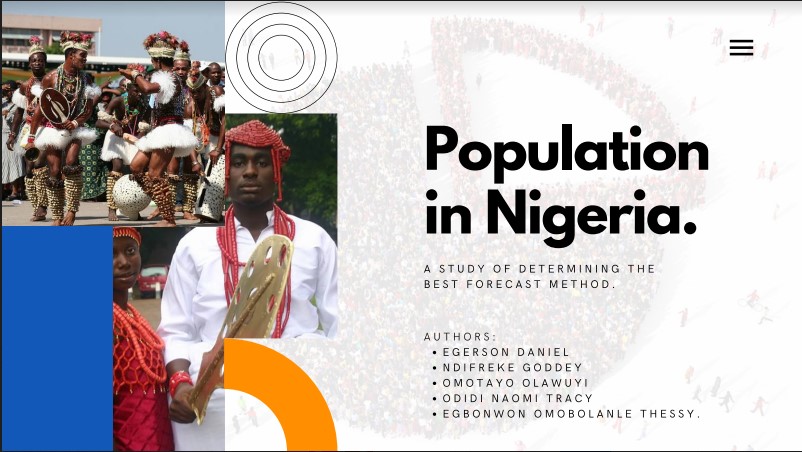 Population
in Nigeria.
A STUDY OF DETERMINING THE
BEST FORECAST METHOD.
AUTHORS:
• EGERSON DANIEL
• NDIFREKE GODDEY
• OMOTAYO OLAWUYI
• ODIDI NAOMI TRACY
• EGBONWON OMOBOLANLE THESSY.